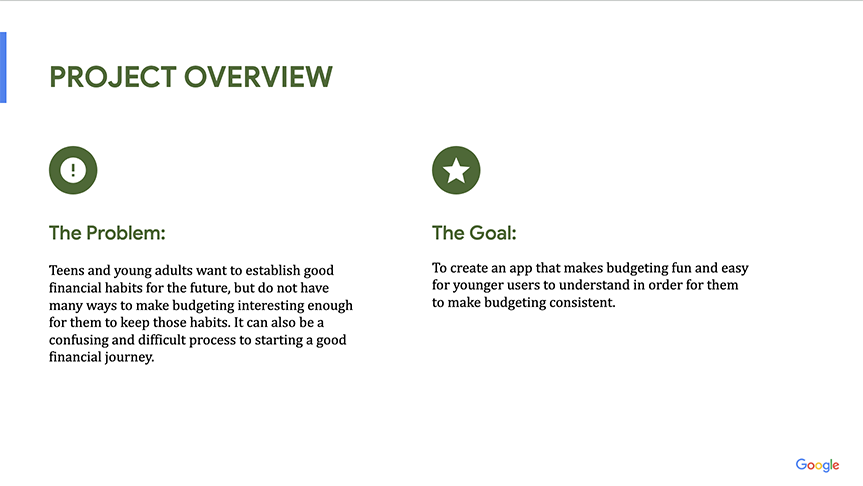 PROJECT OVERVIEW
!
The Problem:
Teens and young adults want to establish good
financial habits for the future, but do not have
many ways to make budgeting interesting enough
for them to keep those habits. It can also be a
confusing and difficult process to starting a good
financial journey.
The Goal:
To create an app that makes budgeting fun and easy
for younger users to understand in order for them
to make budgeting consistent.
Google